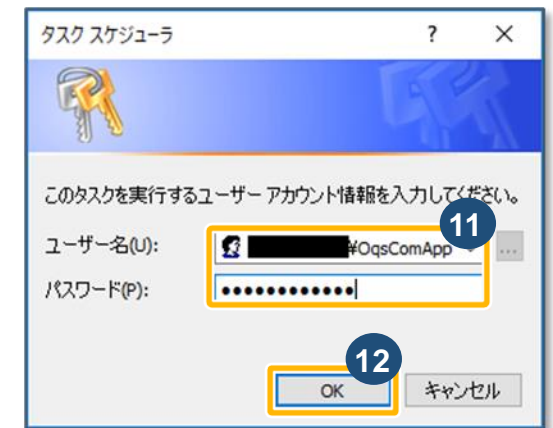 タスク スケジューラ ? ×
このタスクを実行するユーザー アカウント情報を入力してください。
11
ユーザー名(U): ¥OqsComApp ...
パスワード(P): ●●●●●●●●●●●●
12
OK キャンセル